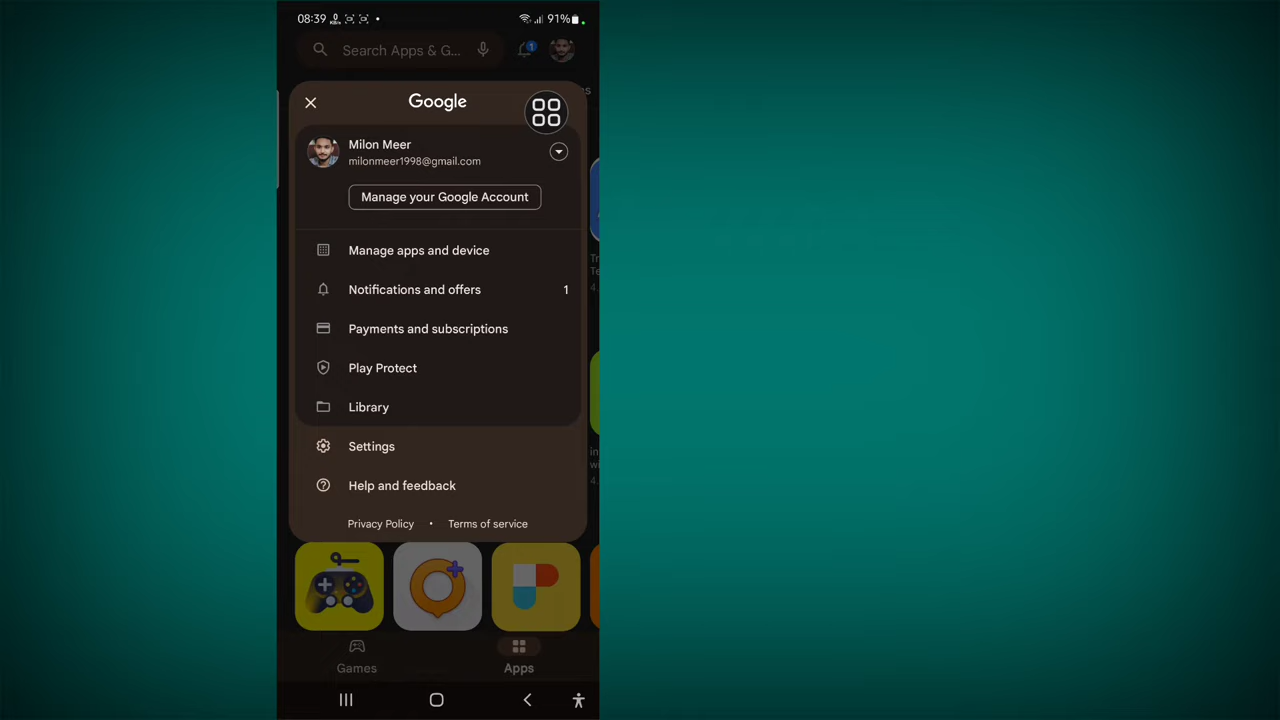 08:39 91%
Search Apps & G...
1
Google
Milon Meer
milonmeer1998@gmail.com
Manage your Google Account
Manage apps and device
Notifications and offers 1
Payments and subscriptions
Play Protect
Library
Settings
Help and feedback
Privacy Policy • Terms of service
Games Apps